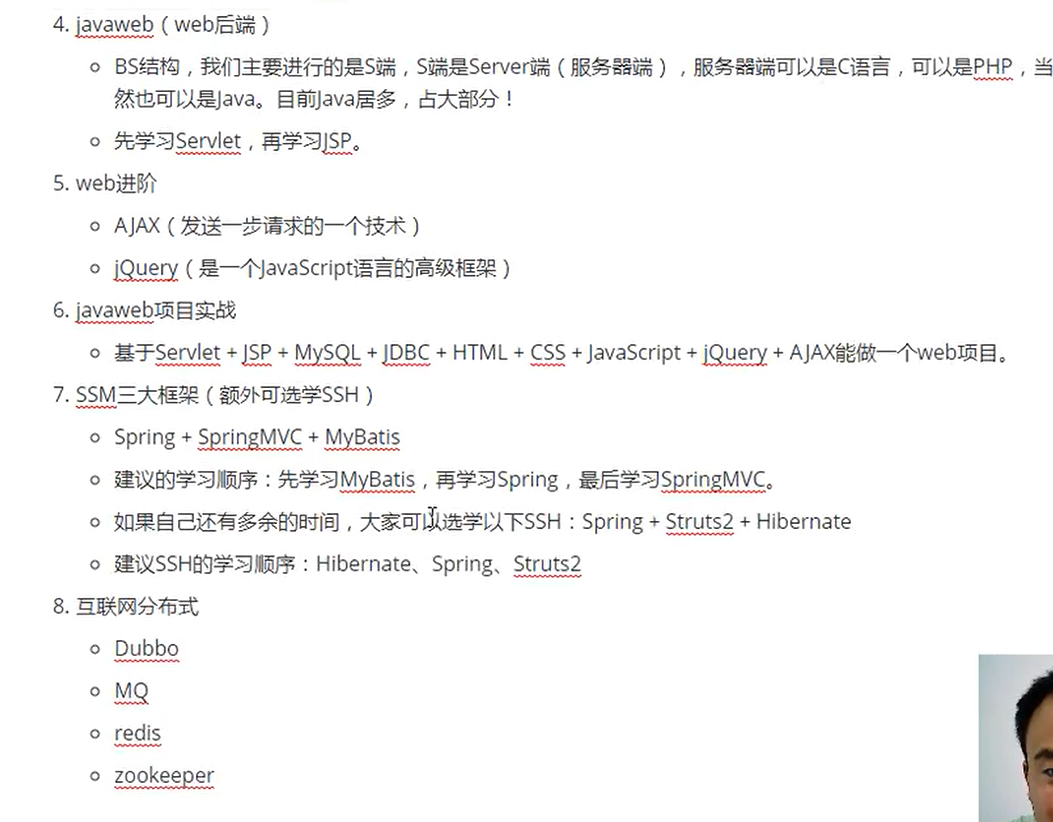 4. javaweb（web后端）
BS结构，我们主要进行的是S端，S端是Server端（服务器端），服务器端可以是C语言，可以是PHP，当
然也可以是Java。目前Java居多，占大部分！
先学习Servlet，再学习JSP。
5. web进阶
AJAX（发送一步请求的一个技术）
jQuery（是一个JavaScript语言的高级框架）
6. javaweb项目实战
基于Servlet + JSP + MySQL + JDBC + HTML + CSS + JavaScript + jQuery + AJAX能做一个web项目。
7. SSM三大框架（额外可选学SSH）
Spring + SpringMVC + MyBatis
建议的学习顺序：先学习MyBatis，再学习Spring，最后学习SpringMVC。
如果自己还有多余的时间，大家可以选学以下SSH：Spring + Struts2 + Hibernate
建议SSH的学习顺序：Hibernate、Spring、Struts2
8. 互联网分布式
Dubbo
MQ
redis
zookeeper